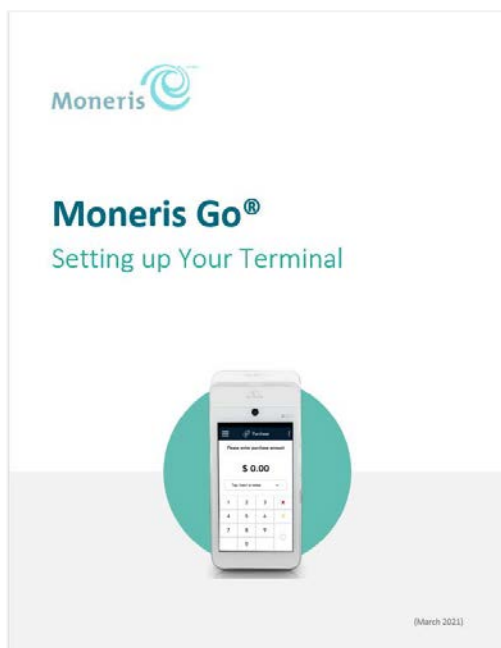 Moneris
Moneris Go®
Setting up Your Terminal
Purchase
Please enter purchase amount
$ 0.00
1 2 3
4 5 6
7 8 9
0
(March 2021)